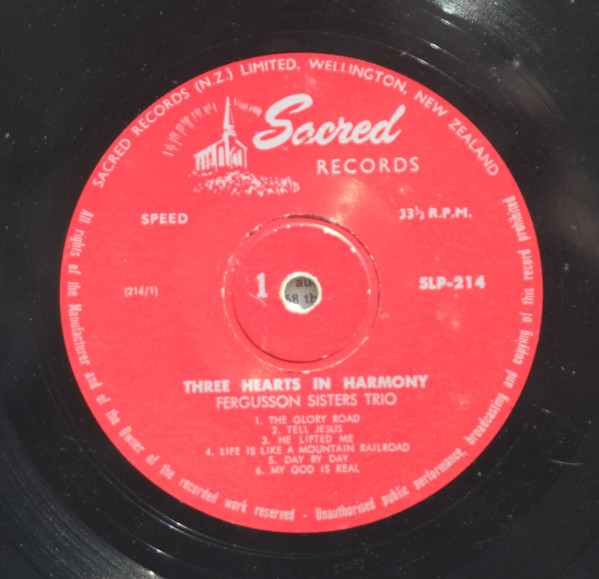 SACRED RECORDS (N.Z.) LIMITED, WELLINGTON, NEW ZEALAND
Sacred
RECORDS
SPEED
33⅓ R.P.M.
1
(214/1)
SLP-214
THREE HEARTS IN HARMONY
FERGUSSON SISTERS TRIO
1. THE GLORY ROAD
2. TELL JESUS
3. HE LIFTED ME
4. LIFE IS LIKE A MOUNTAIN RAILROAD
5. DAY BY DAY
6. MY GOD IS REAL
All rights of the Manufacturer and of the Owner of the recorded work reserved - Unauthorised public performance, broadcasting and copying of this record prohibited